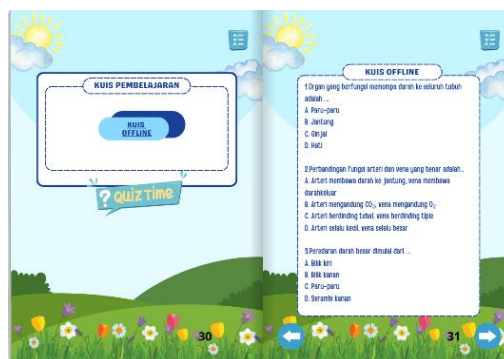 KUIS PEMBELAJARAN
KUIS
OFFLINE
? QUIZ TIME
30
KUIS OFFLINE
1.Organ yang berfungsi memompa darah ke seluruh tubuh
adalah ...
A. Paru-paru
B. Jantung
C. Ginjal
D. Hati
2.Perbandingan fungsi arteri dan vena yang benar adalah..
A. Arteri membawa darah ke jantung, vena membawa
darahkeluar
B. Arteri mengandung CO₂, vena mengandung O₂
C. Arteri berdinding tebal, vena berdinding tipis
D. Arteri selalu kecil, vena selalu besar
3.Peredaran darah besar dimulai dari ...
A. Bilik kiri
B. Bilik kanan
C. Paru-paru
D. Serambi kanan
31